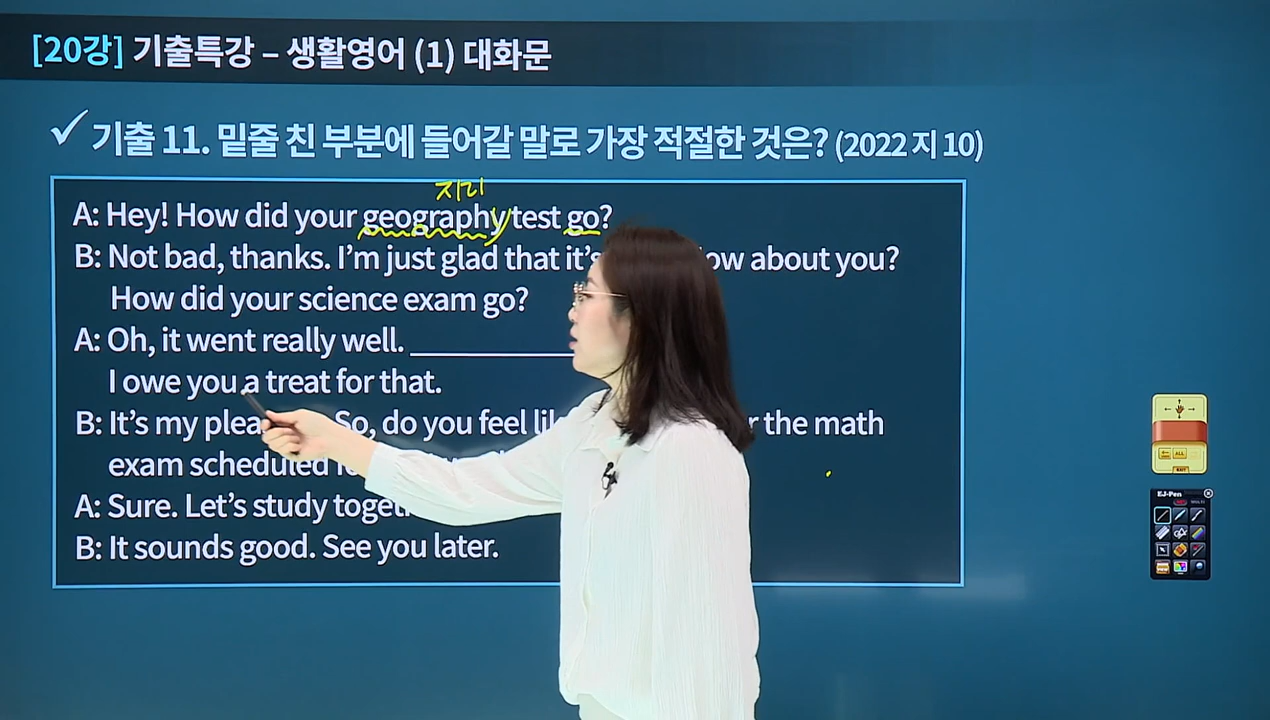 [20강] 기출특강 – 생활영어 (1) 대화문
기출 11. 밑줄 친 부분에 들어갈 말로 가장 적절한 것은? (2022 지 10)
지리
A: Hey! How did your geography test go?
B: Not bad, thanks. I'm just glad that it's about you?
How did your science exam go?
A: Oh, it went really well.
I owe you a treat for that.
B: It's my So, do you feel the math
exam scheduled
A: Sure. Let's study
B: It sounds good. See you later.
EJ-Pen
ALL
EXIT